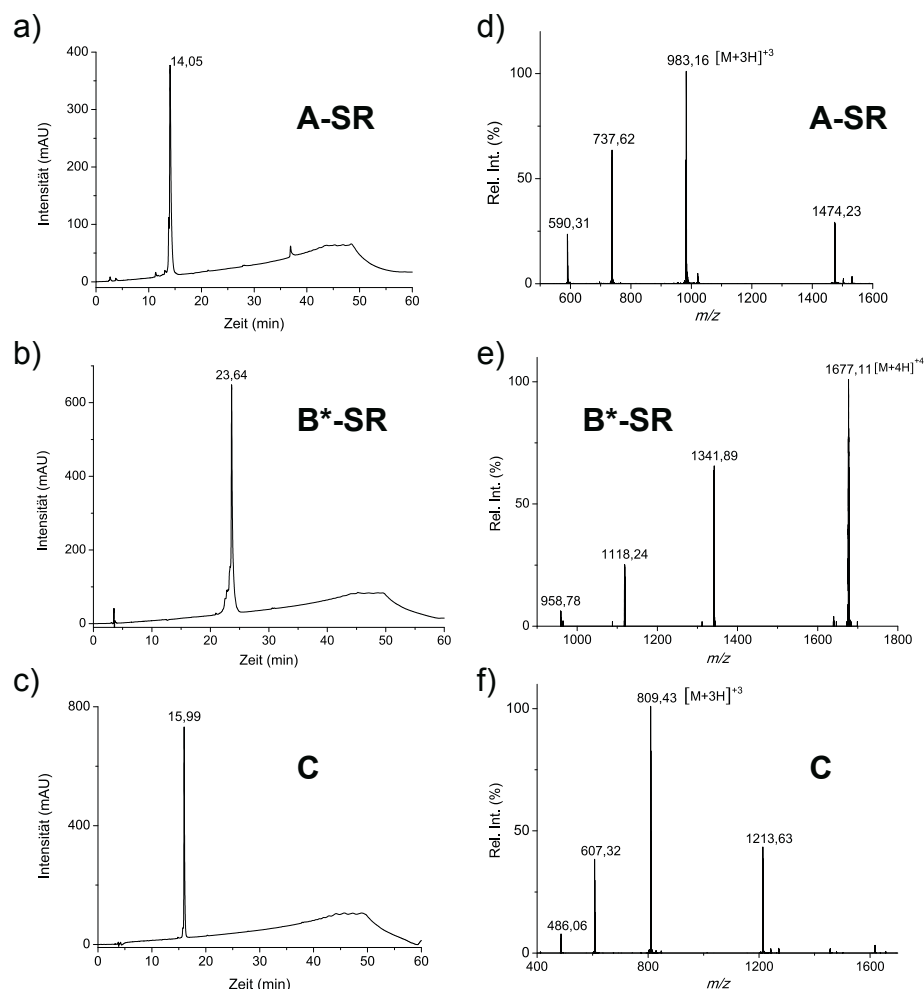 a)
400
300
200
100
0
Intensität (mAU)
14,05
A-SR
0 10 20 30 40 50 60
Zeit (min)
d)
100
50
0
Rel. Int. (%)
983,16 [M+3H]+3
737,62
590,31
1474,23
A-SR
600 800 1000 1200 1400 1600
m/z
b)
600
400
200
0
Intensität (mAU)
23,64
B*-SR
0 10 20 30 40 50 60
Zeit (min)
e)
100
50
0
Rel. Int. (%)
1677,11 [M+4H]+4
B*-SR
1341,89
1118,24
958,78
1000 1200 1400 1600 1800
m/z
c)
800
400
0
Intensität (mAU)
15,99
C
0 10 20 30 40 50 60
Zeit (min)
f)
100
50
0
Rel. Int. (%)
809,43 [M+3H]+3
C
607,32
1213,63
486,06
400 800 1200 1600
m/z